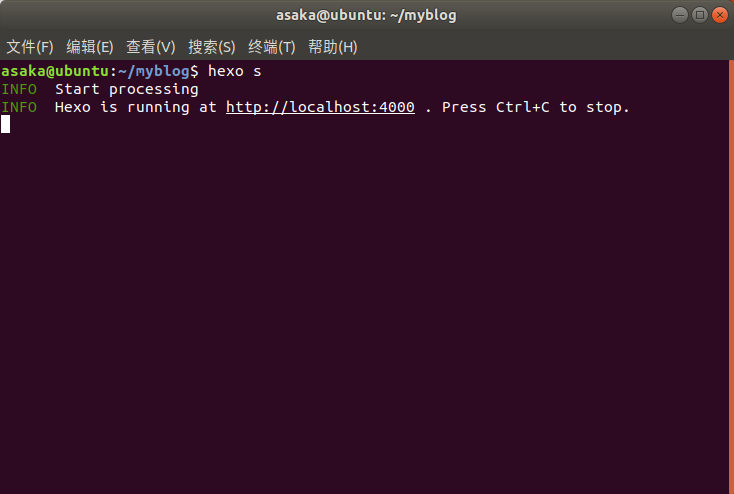 asaka@ubuntu: ~/myblog
文件(F) 编辑(E) 查看(V) 搜索(S) 终端(T) 帮助(H)
asaka@ubuntu:~/myblog$ hexo s
INFO  Start processing
INFO  Hexo is running at http://localhost:4000 . Press Ctrl+C to stop.